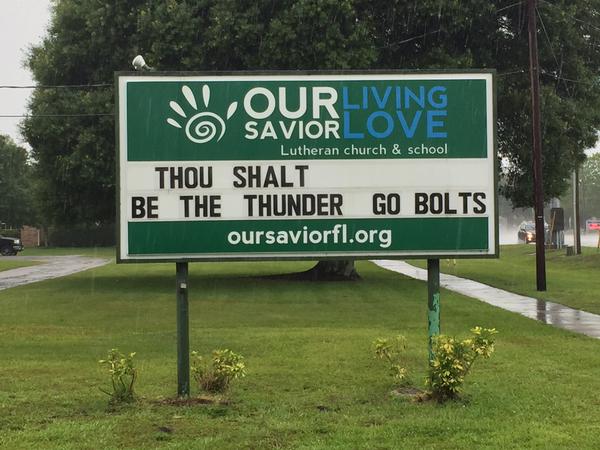 OUR SAVIOR
LIVING LOVE
Lutheran church & school
THOU SHALT
BE THE THUNDER GO BOLTS
oursaviorfl.org